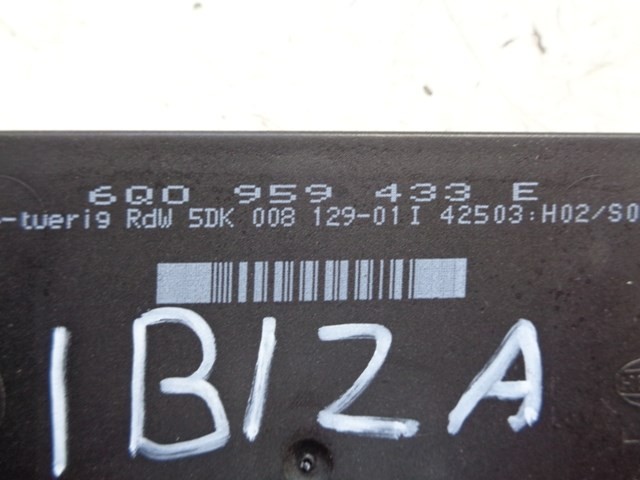 6Q0 959 433 E
-tuerig RdW 5DK 008 129-01I 42503:H02/S0
IBIZA